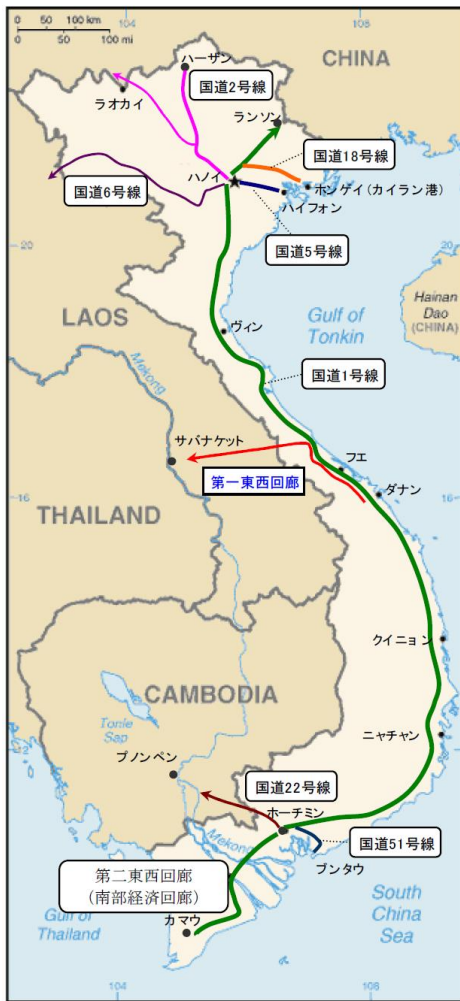 104
108
0 50 100 km
0 50 100 mi
ハーザン
CHINA
国道2号線
ラオカイ
ランソン
国道18号線
ハノイ
国道6号線
ホンゲイ(カイラン港)
ハイフォン
国道5号線
20
20
Gulf of
Tonkin
Hainan
Dao
(CHINA)
LAOS
ヴィン
Mekong
国道1号線
サバナケット
フエ
第一東西回廊
ダナン
16
16
THAILAND
クイニョン
CAMBODIA
Tonle
Sap
ニャチャン
プノンペン
12
国道22号線
ホーチミン
Mekong
国道51号線
ブンタウ
第二東西回廊
(南部経済回廊)
South
China
Sea
Gulf of
Thailand
カマウ
104
108